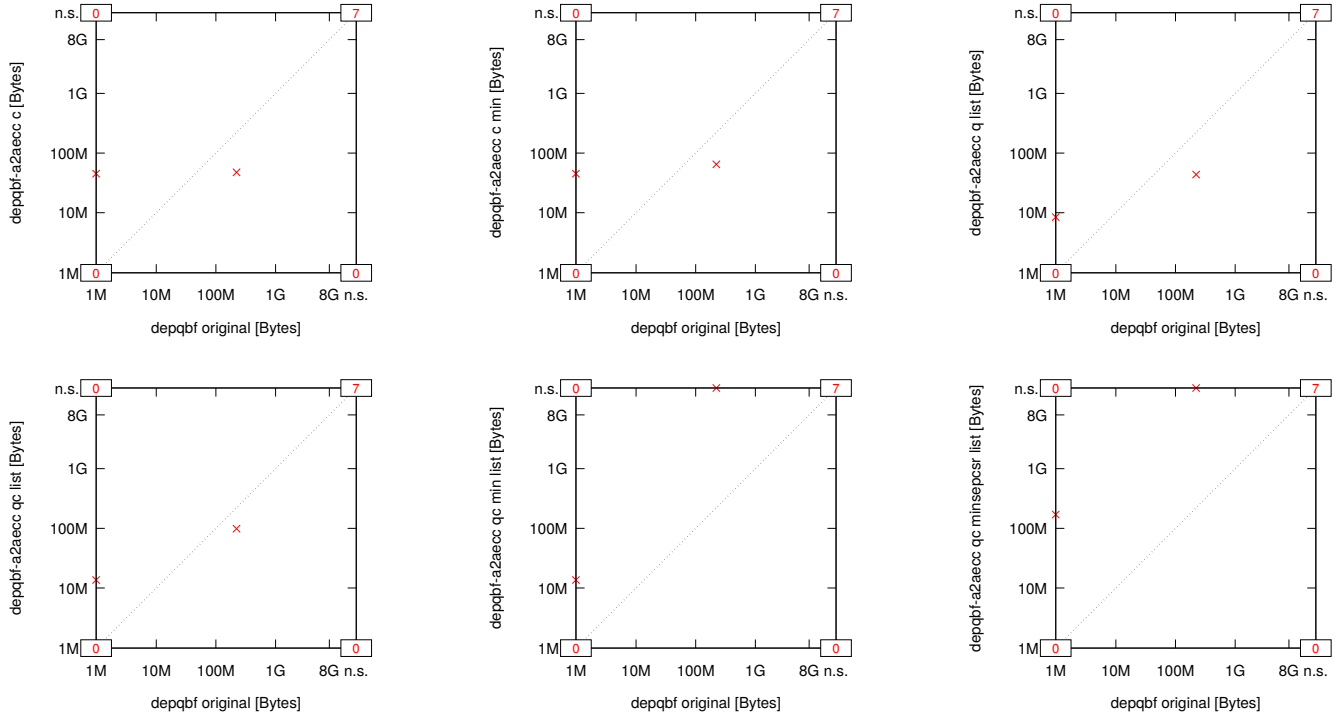 n.s. 0 7
8G
1G
100M
10M
1M 0 0
1M 10M 100M 1G 8G n.s.
depqbf original [Bytes]
depqbf-a2aecc c [Bytes]
n.s. 0 7
8G
1G
100M
10M
1M 0 0
1M 10M 100M 1G 8G n.s.
depqbf original [Bytes]
depqbf-a2aecc c min [Bytes]
n.s. 0 7
8G
1G
100M
10M
1M 0 0
1M 10M 100M 1G 8G n.s.
depqbf original [Bytes]
depqbf-a2aecc q list [Bytes]
n.s. 0 7
8G
1G
100M
10M
1M 0 0
1M 10M 100M 1G 8G n.s.
depqbf original [Bytes]
depqbf-a2aecc qc list [Bytes]
n.s. 0 7
8G
1G
100M
10M
1M 0 0
1M 10M 100M 1G 8G n.s.
depqbf original [Bytes]
depqbf-a2aecc qc min list [Bytes]
n.s. 0 7
8G
1G
100M
10M
1M 0 0
1M 10M 100M 1G 8G n.s.
depqbf original [Bytes]
depqbf-a2aecc qc minsepcsr list [Bytes]